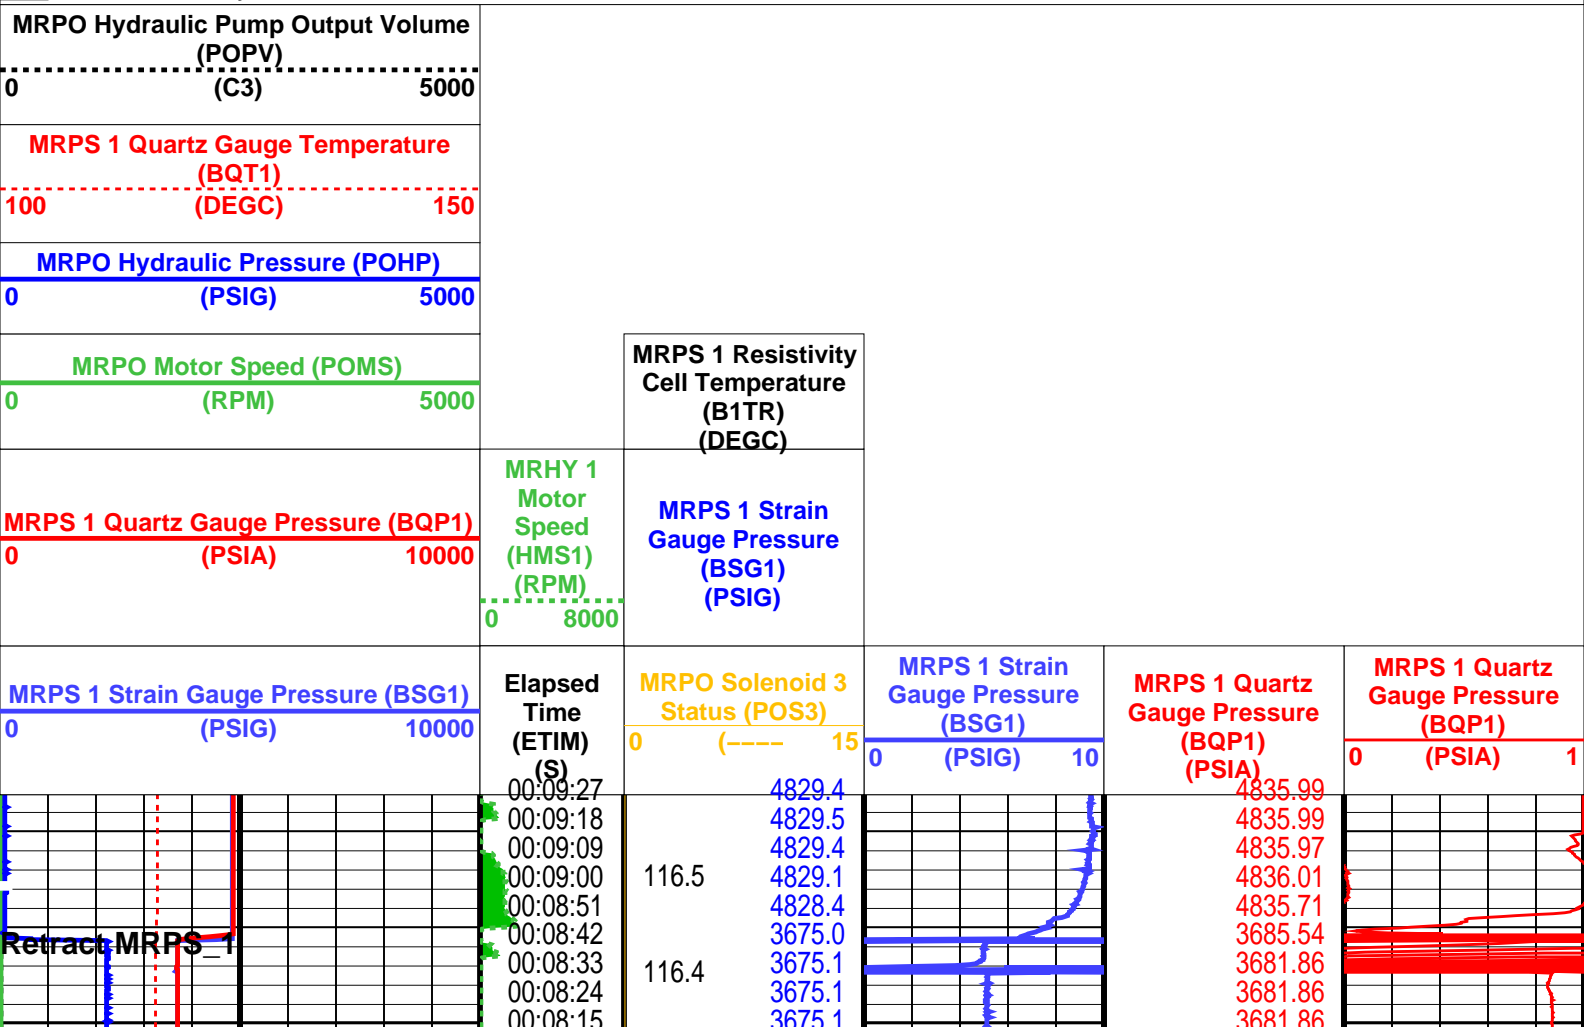 MRPO Hydraulic Pump Output Volume
(POPV)
0 (C3) 5000
MRPS 1 Quartz Gauge Temperature
(BQT1)
100 (DEGC) 150
MRPO Hydraulic Pressure (POHP)
0 (PSIG) 5000
MRPO Motor Speed (POMS)
0 (RPM) 5000
MRPS 1 Resistivity
Cell Temperature
(B1TR)
(DEGC)
MRPS 1 Quartz Gauge Pressure (BQP1)
0 (PSIA) 10000
MRHY 1
Motor
Speed
(HMS1)
(RPM)
0 8000
MRPS 1 Strain
Gauge Pressure
(BSG1)
(PSIG)
MRPS 1 Strain Gauge Pressure (BSG1)
0 (PSIG) 10000
Elapsed
Time
(ETIM)
(S)
MRPO Solenoid 3
Status (POS3)
0 (---- 15
MRPS 1 Strain
Gauge Pressure
(BSG1)
0 (PSIG) 10
MRPS 1 Quartz
Gauge Pressure
(BQP1)
(PSIA)
MRPS 1 Quartz
Gauge Pressure
(BQP1)
0 (PSIA) 1
00:09:27 4829.4 4835.99
00:09:18 4829.5 4835.99
00:09:09 4829.4 4835.97
00:09:00 116.5 4829.1 4836.01
00:08:51 4828.4 4835.71
Retract MRPS_1 00:08:42 3675.0 3685.54
00:08:33 116.4 3675.1 3681.86
00:08:24 3675.1 3681.86
00:08:15 3675.1 3681.86